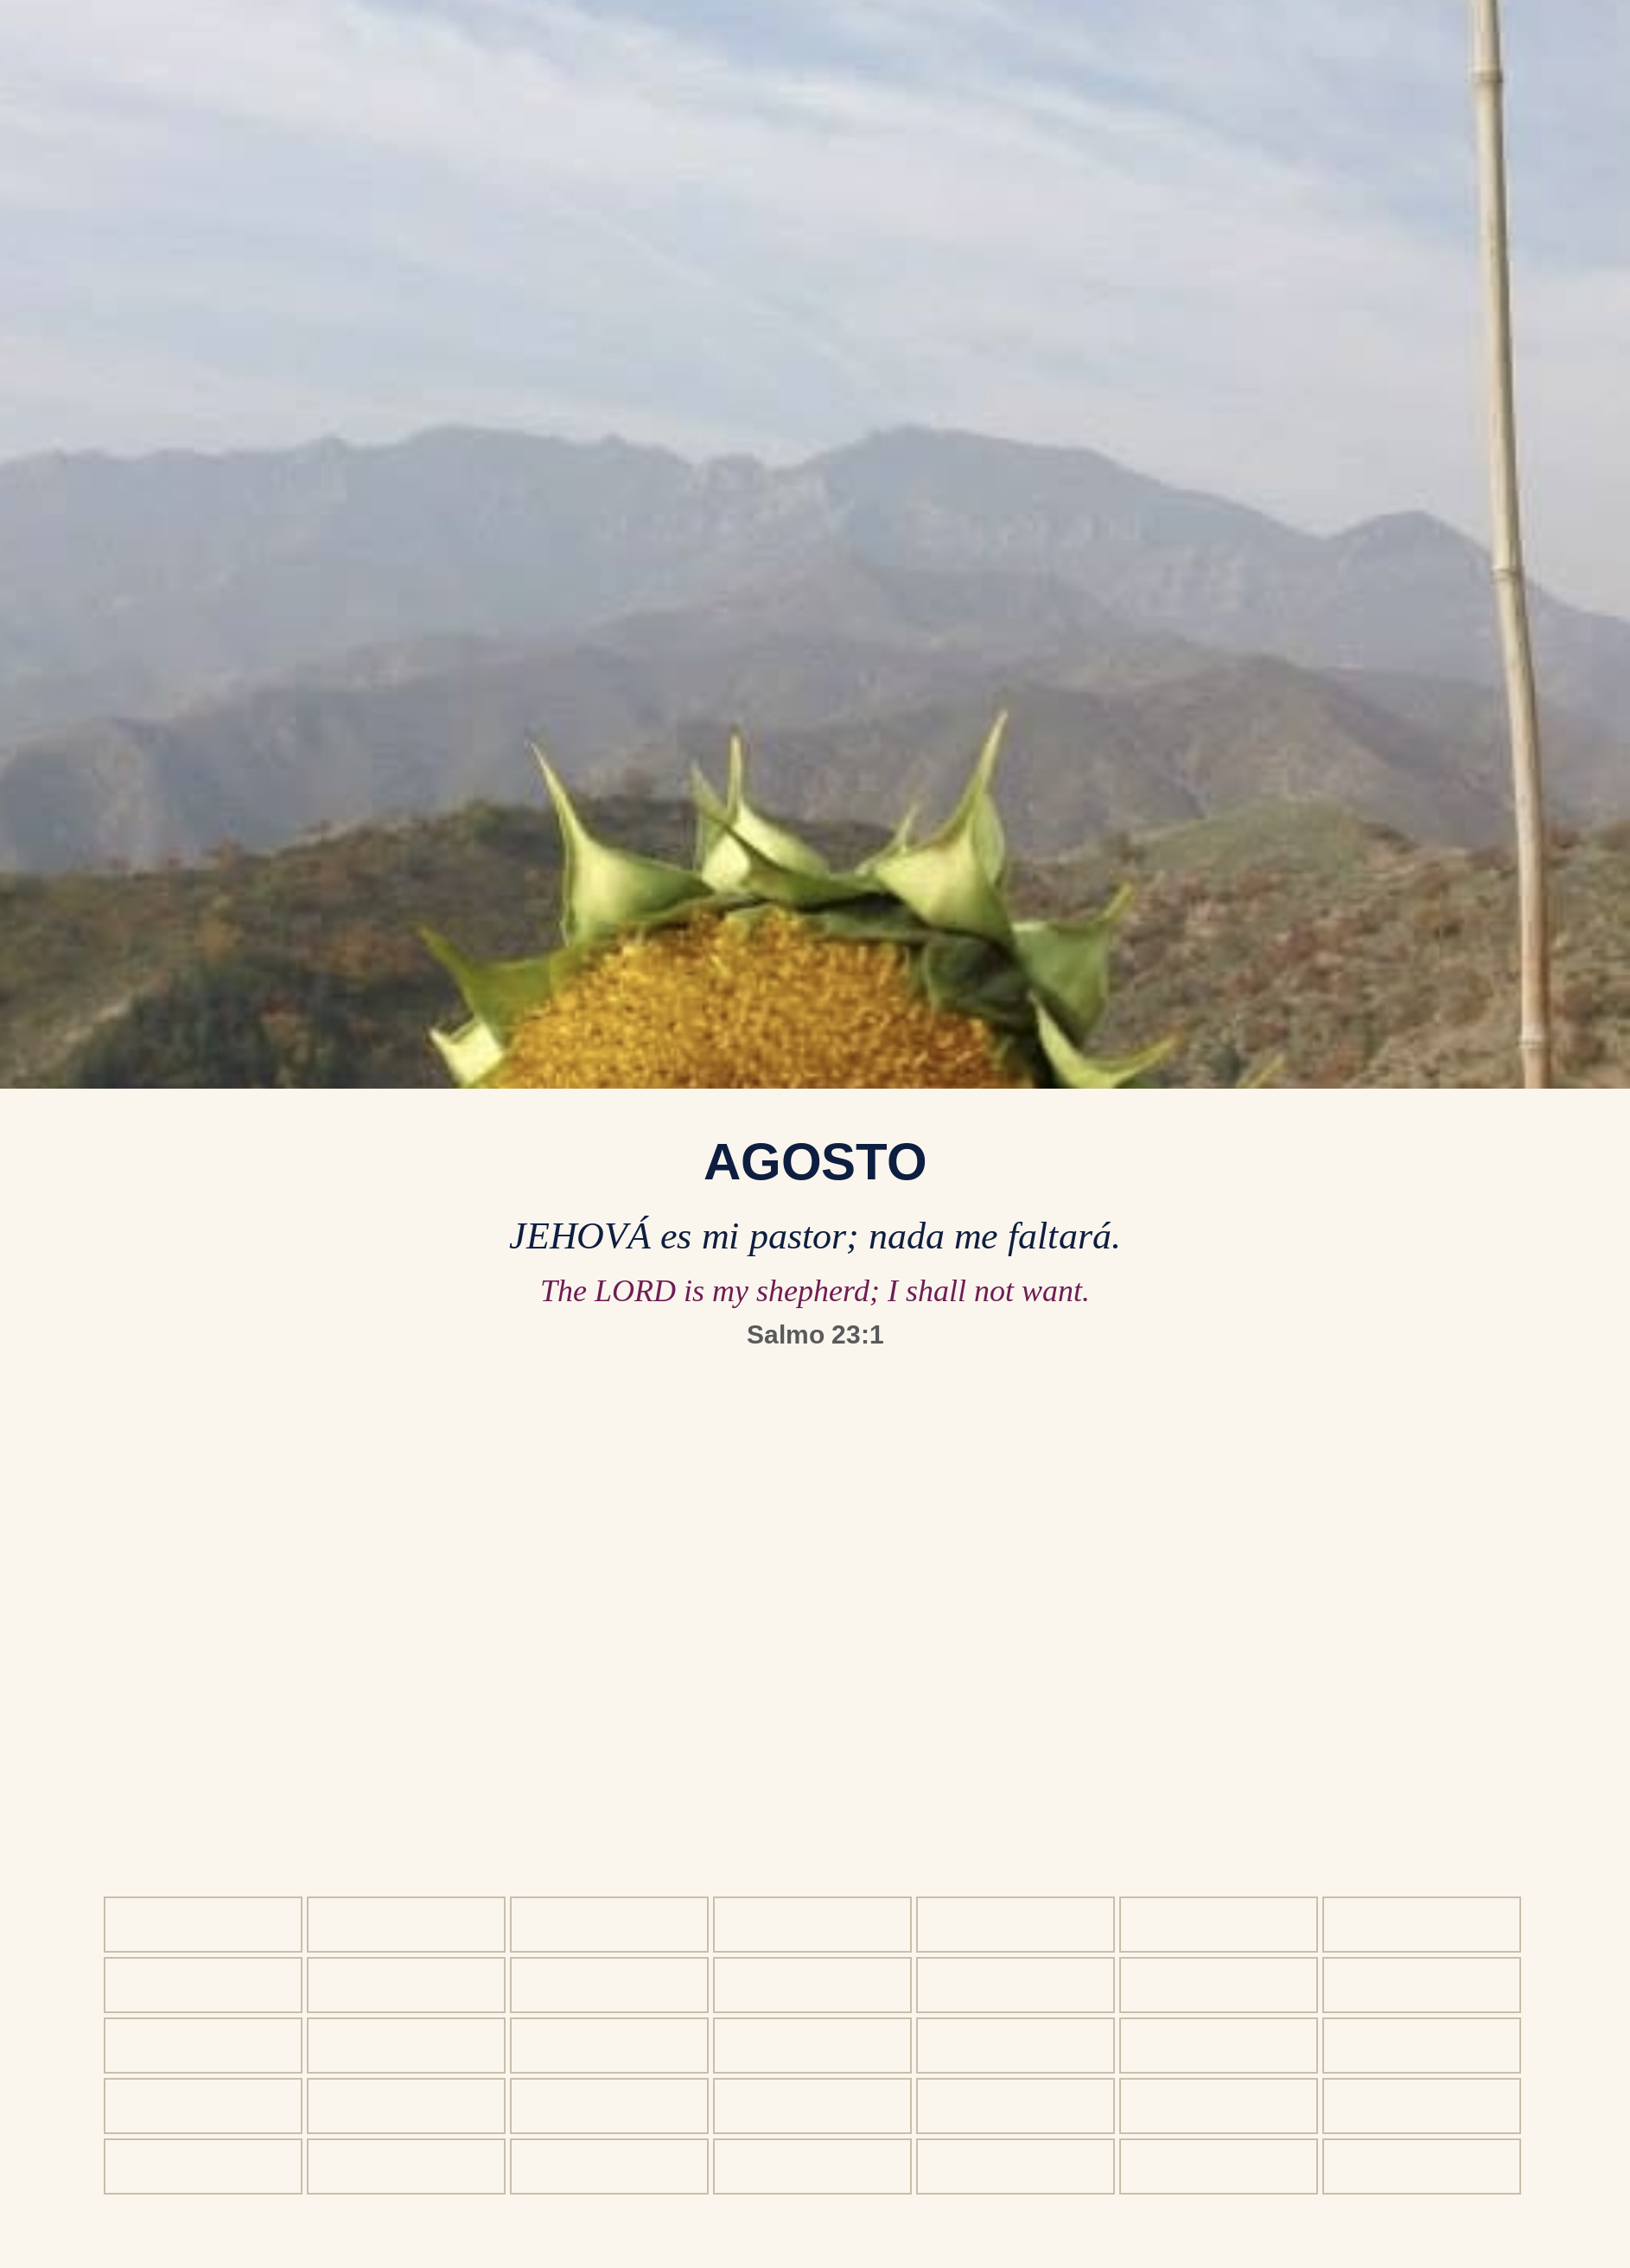 AGOSTO
JEHOVÁ es mi pastor; nada me faltará.
The LORD is my shepherd; I shall not want.
Salmo 23:1